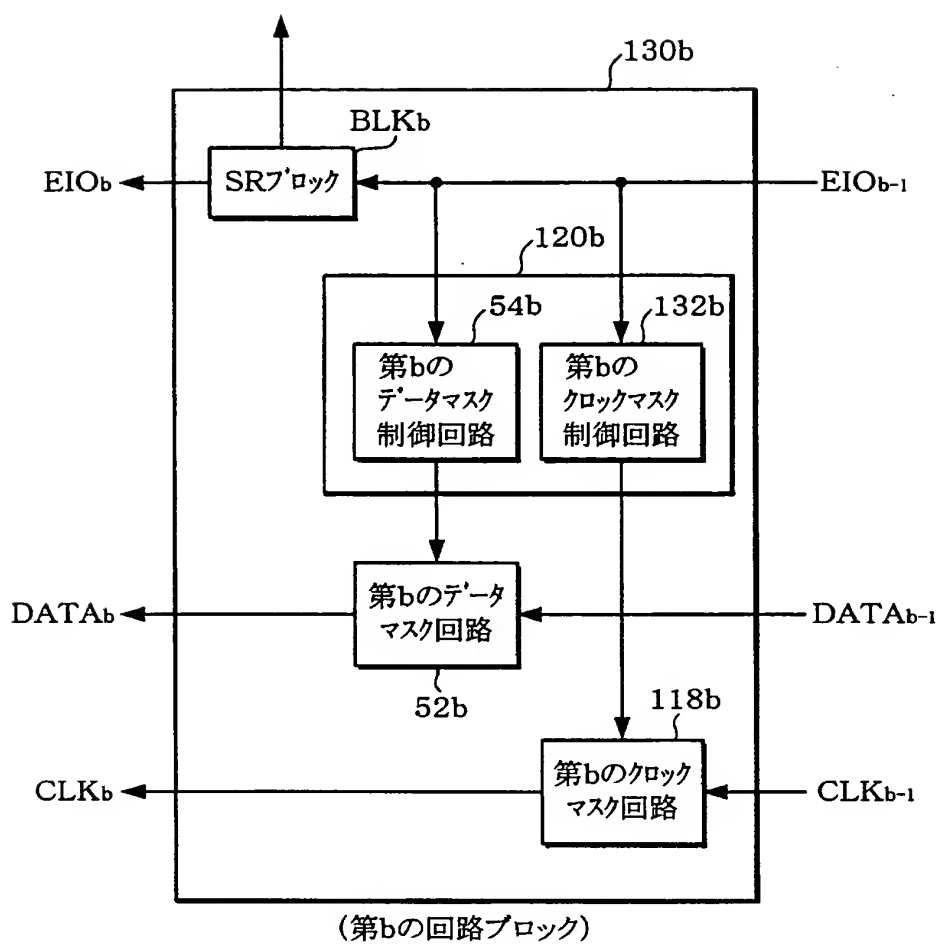 130b
BLKb
EIOb
SRブロック
EIOb-1
120b
54b
132b
第bの
データマスク
制御回路
第bの
クロックマスク
制御回路
DATAb
第bのデータ
マスク回路
DATAb-1
52b
118b
CLKb
第bのクロック
マスク回路
CLKb-1
(第bの回路ブロック)